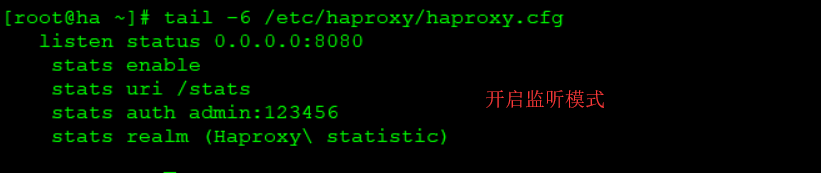 [root@ha ~]# tail -6 /etc/haproxy/haproxy.cfg
listen status 0.0.0.0:8080
stats enable
stats uri /stats
stats auth admin:123456
stats realm (Haproxy\ statistic)
开启监听模式